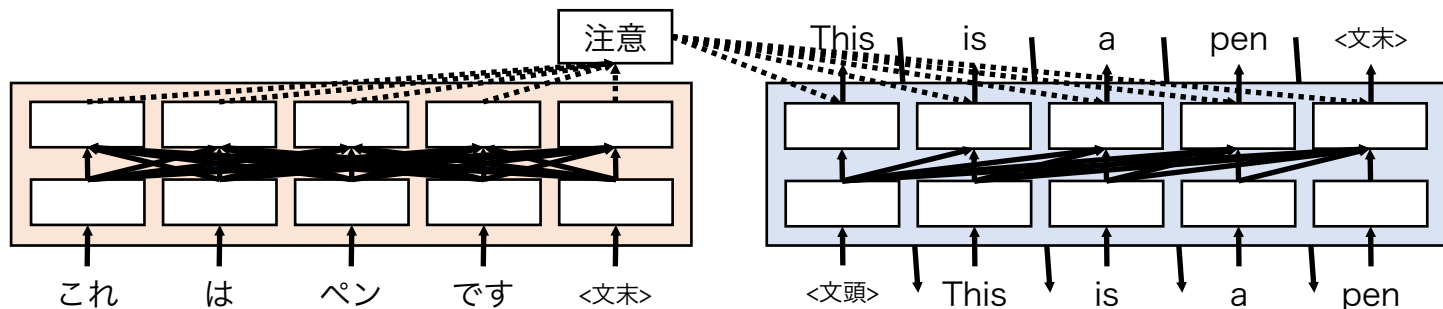 注意
This is a pen <文末>
これ は ペン です <文末>
<文頭> This is a pen